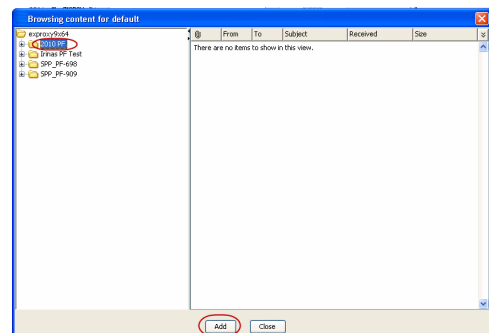 Browsing content for default
exproxy9x64
2010 PF
Irinas PF Test
SPP_PF-698
SPP_PF-909
From To Subject Received Size
There are no items to show in this view.
Add Close